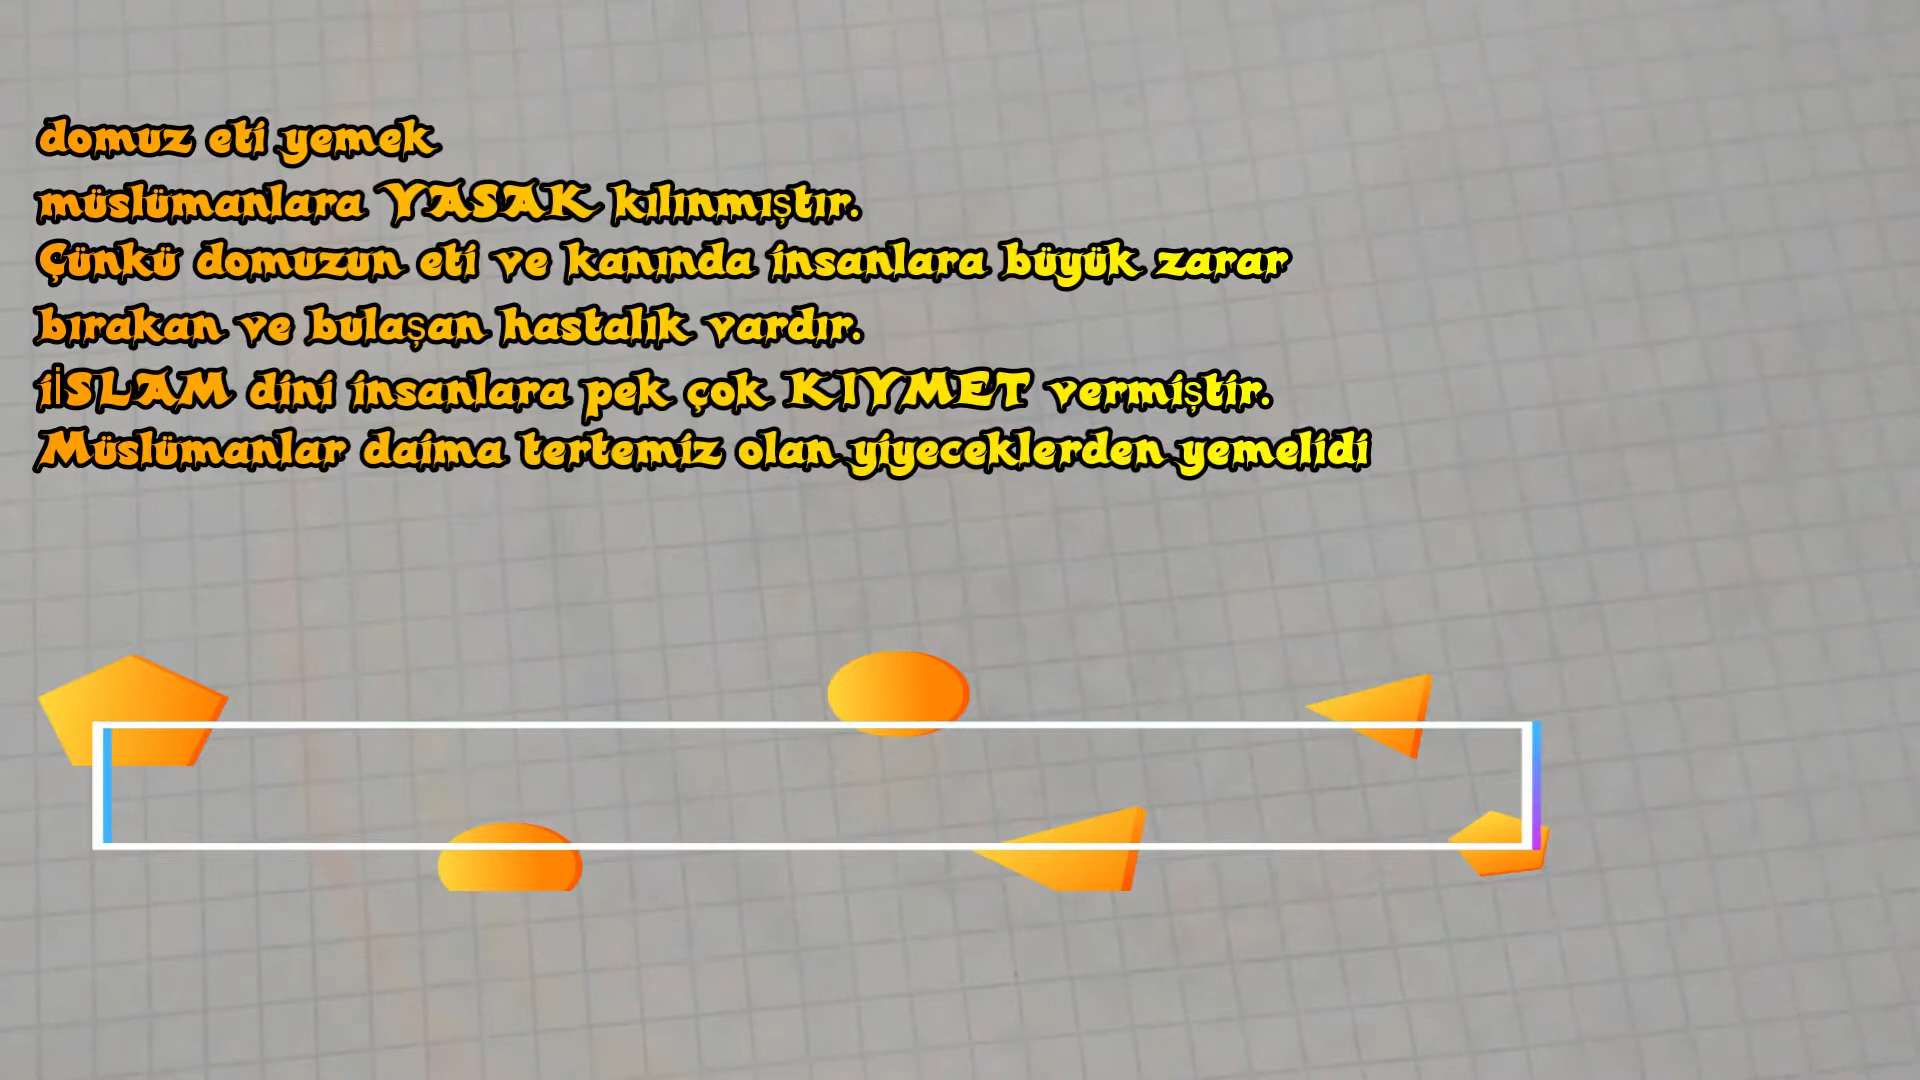 domuz eti yemek
müslümanlara YASAK kılınmıştır.
Çünkü domuzun eti ve kanında insanlara büyük zarar
bırakan ve bulaşan hastalık vardır.
iİSLAM dini insanlara pek çok KIYMET vermiştir.
Müslümanlar daima tertemiz olan yiyeceklerden yemelidi